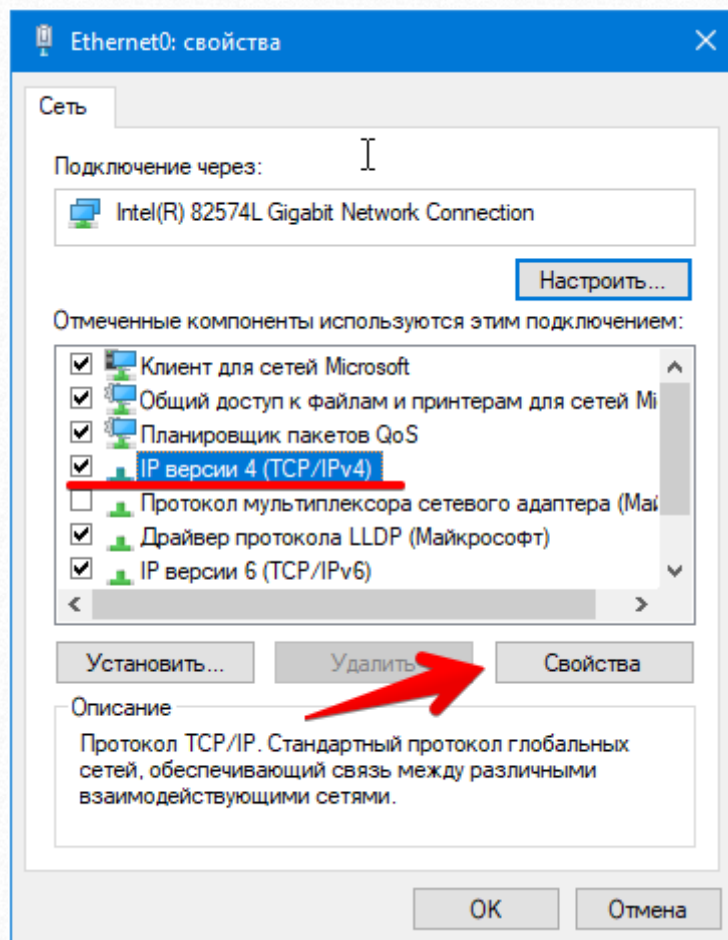 Ethernet0: свойства
Сеть
Подключение через:
Intel(R) 82574L Gigabit Network Connection
Настроить...
Отмеченные компоненты используются этим подключением:
Клиент для сетей Microsoft
Общий доступ к файлам и принтерам для сетей Mi
Планировщик пакетов QoS
IP версии 4 (TCP/IPv4)
Протокол мультиплексора сетевого адаптера (Май
Драйвер протокола LLDP (Майкрософт)
IP версии 6 (TCP/IPv6)
Установить... Удалить Свойства
Описание
Протокол TCP/IP. Стандартный протокол глобальных
сетей, обеспечивающий связь между различными
взаимодействующими сетями.
OK Отмена